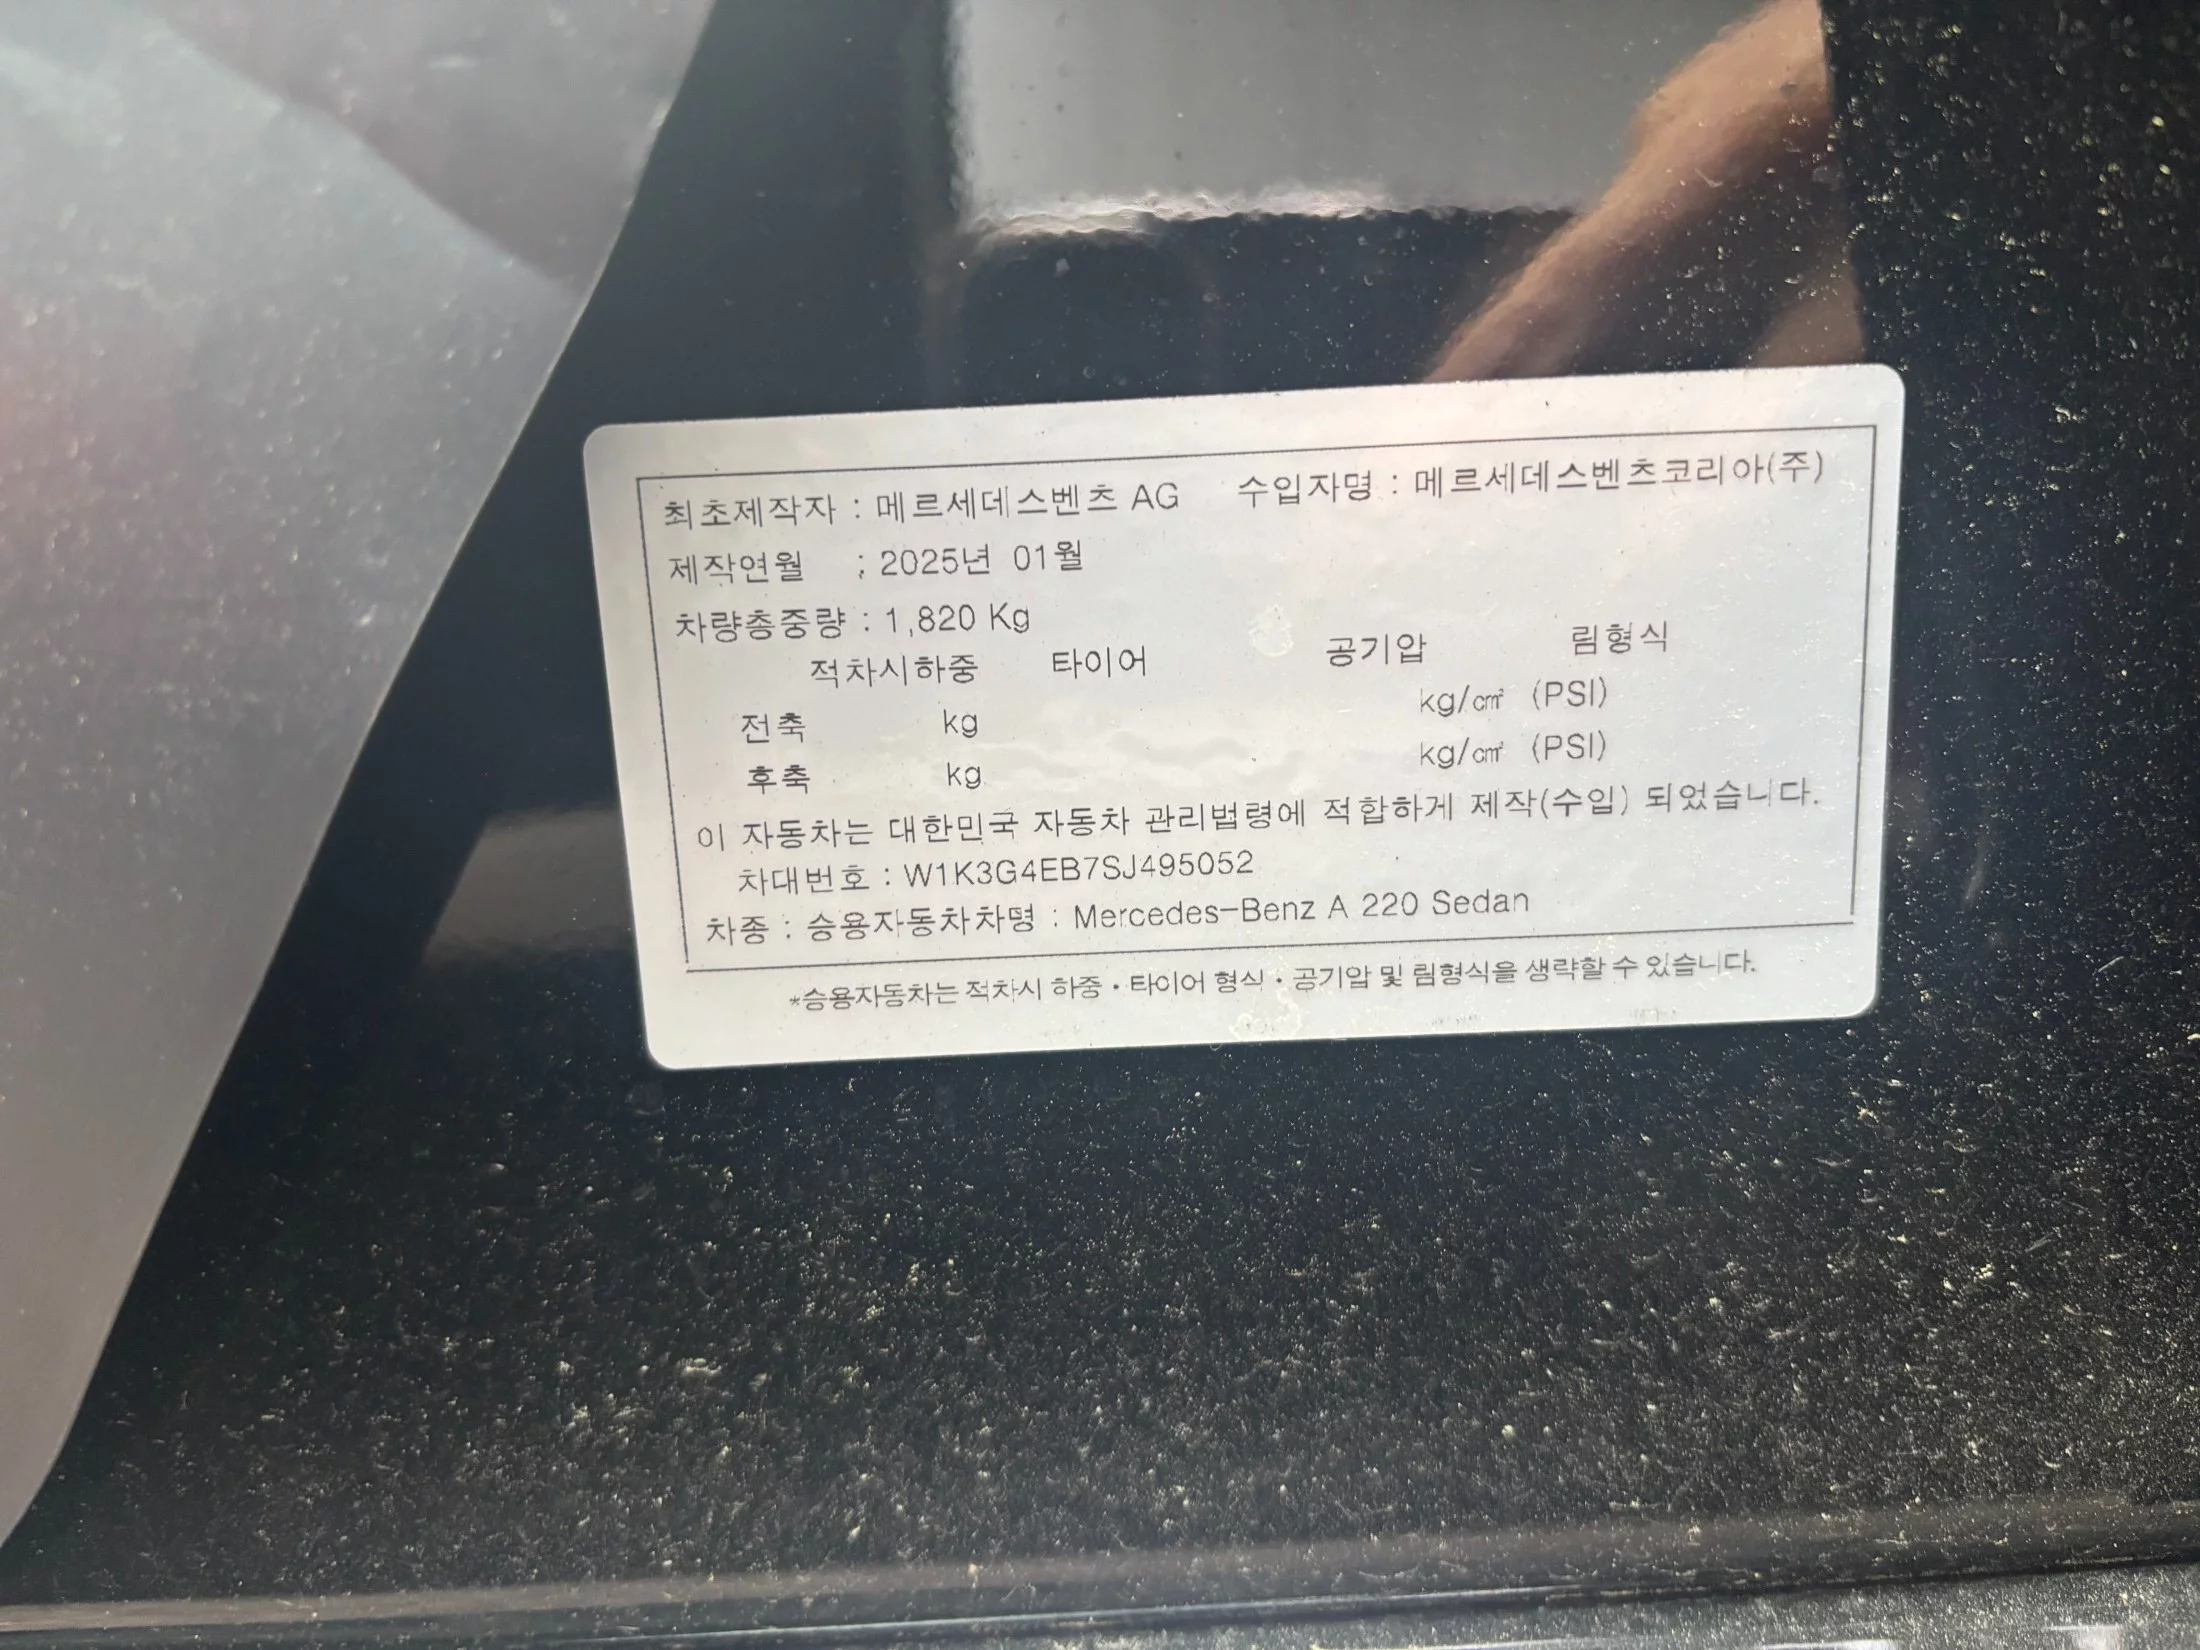 최초제작자 : 메르세데스벤츠 AG 수입자명 : 메르세데스벤츠코리아(주)
제작연월 : 2025년 01월
차량총중량 : 1,820 Kg
적차시하중 타이어 공기압 림형식
전축 kg kg/㎠ (PSI)
후축 kg kg/㎠ (PSI)
이 자동차는 대한민국 자동차 관리법령에 적합하게 제작(수입) 되었습니다.
차대번호 : W1K3G4EB7SJ495052
차종 : 승용자동차차명 : Mercedes-Benz A 220 Sedan
*승용자동차는 적차시 하중·타이어 형식·공기압 및 림형식을 생략할 수 있습니다.